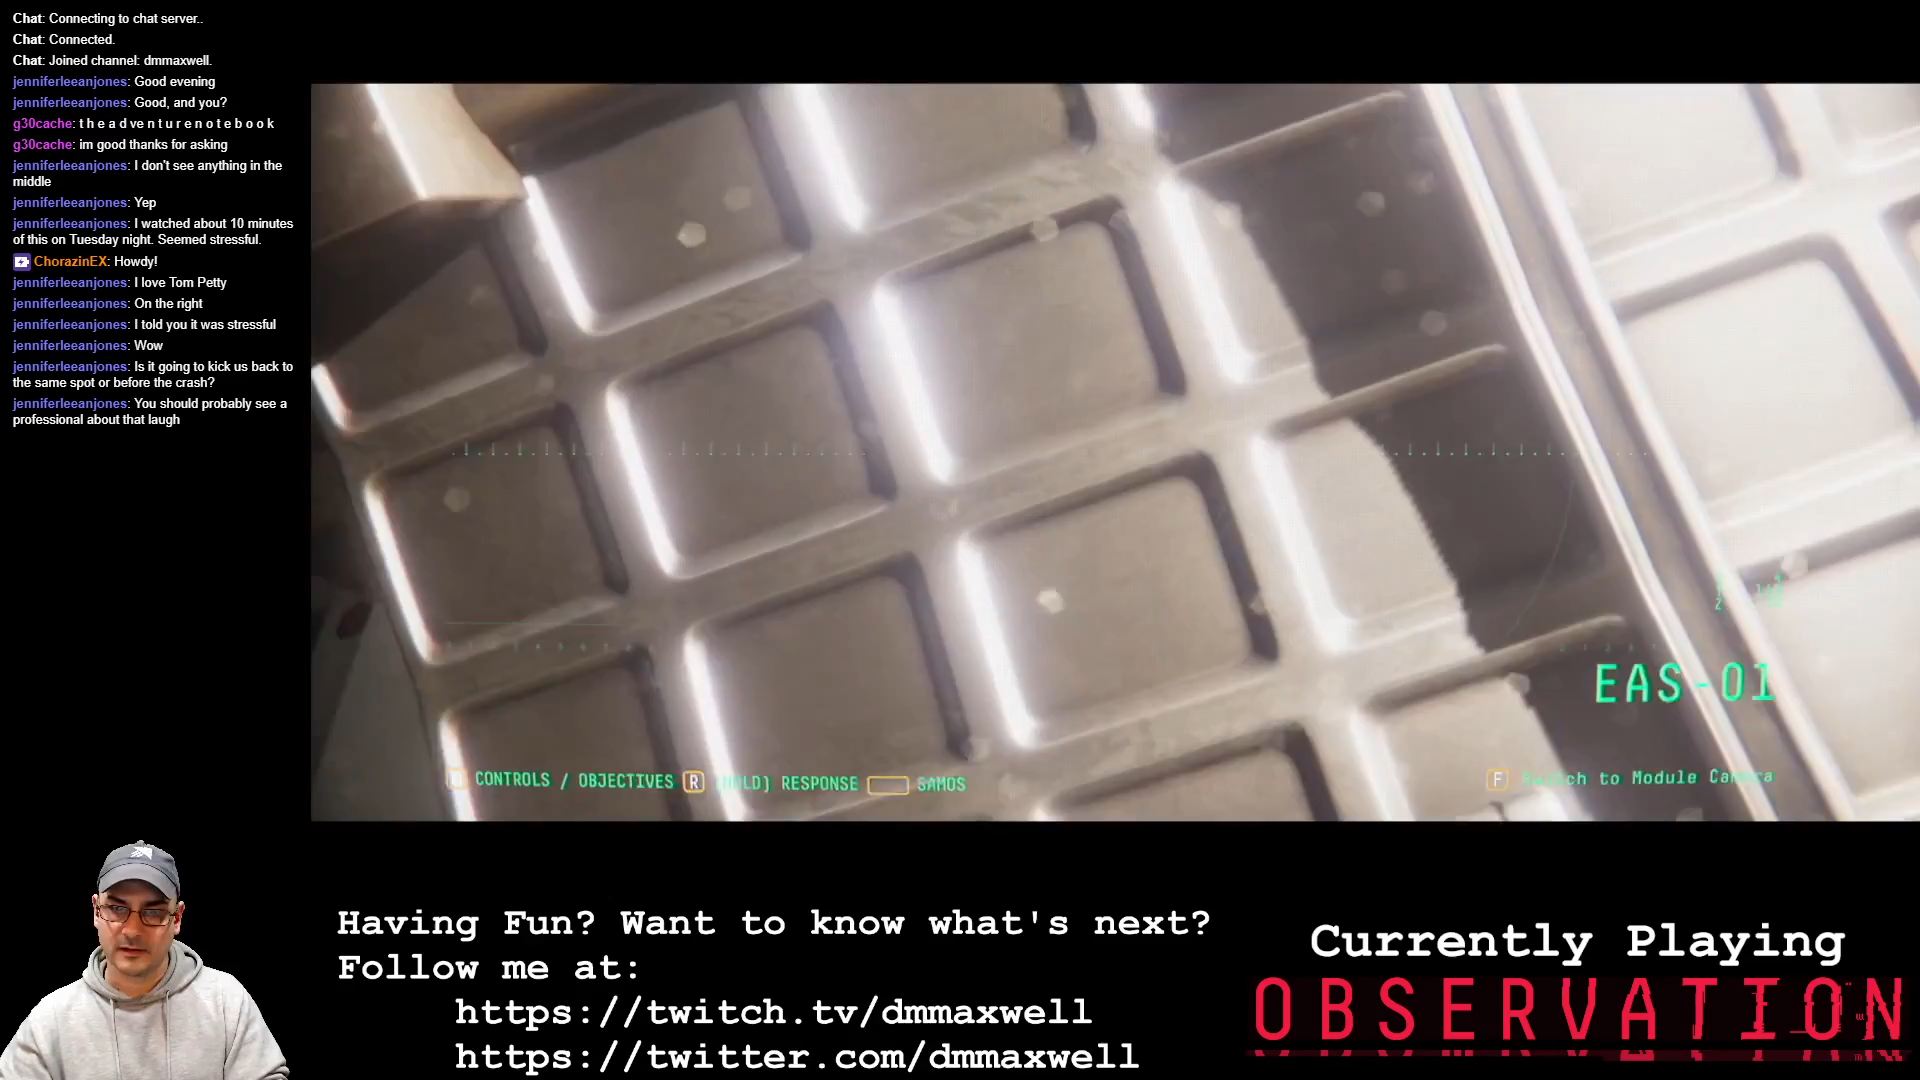 Chat: Connecting to chat server..
Chat: Connected.
Chat: Joined channel: dmmaxwell.
jenniferleeanjones: Good evening
jenniferleeanjones: Good, and you?
g30cache: t h e a d v e n t u r e n o t e b o o k
g30cache: im good thanks for asking
jenniferleeanjones: I don't see anything in the
middle
jenniferleeanjones: Yep
jenniferleeanjones: I watched about 10 minutes
of this on Tuesday night. Seemed stressful.
ChorazinEX: Howdy!
jenniferleeanjones: I love Tom Petty
jenniferleeanjones: On the right
jenniferleeanjones: I told you it was stressful
jenniferleeanjones: Wow
jenniferleeanjones: Is it going to kick us back to
the same spot or before the crash?
jenniferleeanjones: You should probably see a
professional about that laugh
EAS-01
CONTROLS / OBJECTIVES R [HOLD] RESPONSE SAMOS
F Switch to Module Camera
Having Fun? Want to know what's next?
Follow me at:
https://twitch.tv/dmmaxwell
https://twitter.com/dmmaxwell
Currently Playing
OBSERVATION